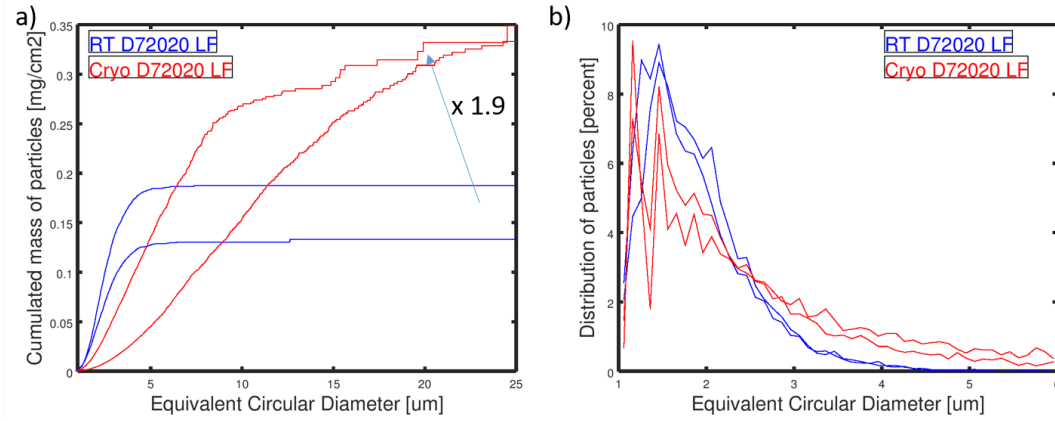 a)
RT D72020 LF
Cryo D72020 LF
x 1.9
0.35
0.3
0.25
0.2
0.15
0.1
0.05
0
5
10
15
20
25
Cumulated mass of particles [mg/cm2]
Equivalent Circular Diameter [um]
b)
RT D72020 LF
Cryo D72020 LF
10
8
6
4
2
0
1
2
3
4
5
6
Distribution of particles [percent]
Equivalent Circular Diameter [um]